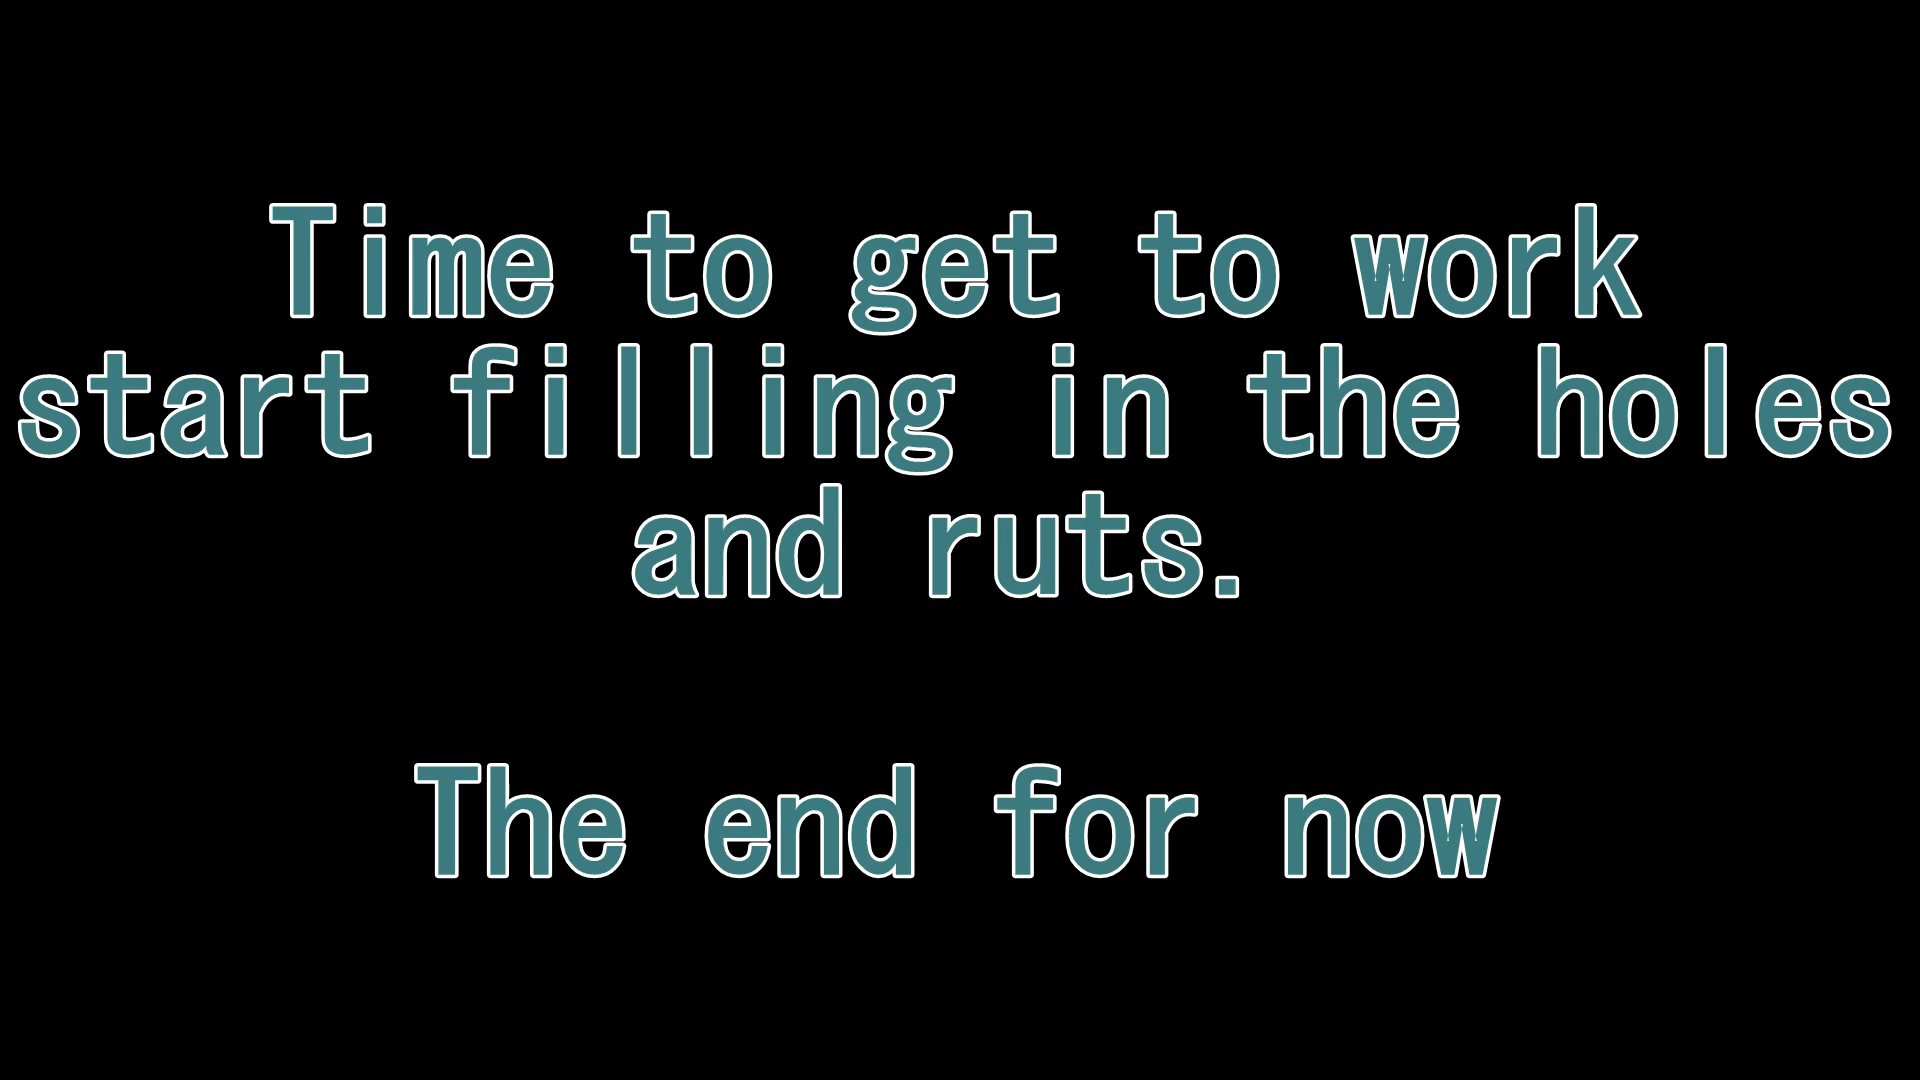 Time to get to work
start filling in the holes
and ruts.
The end for now